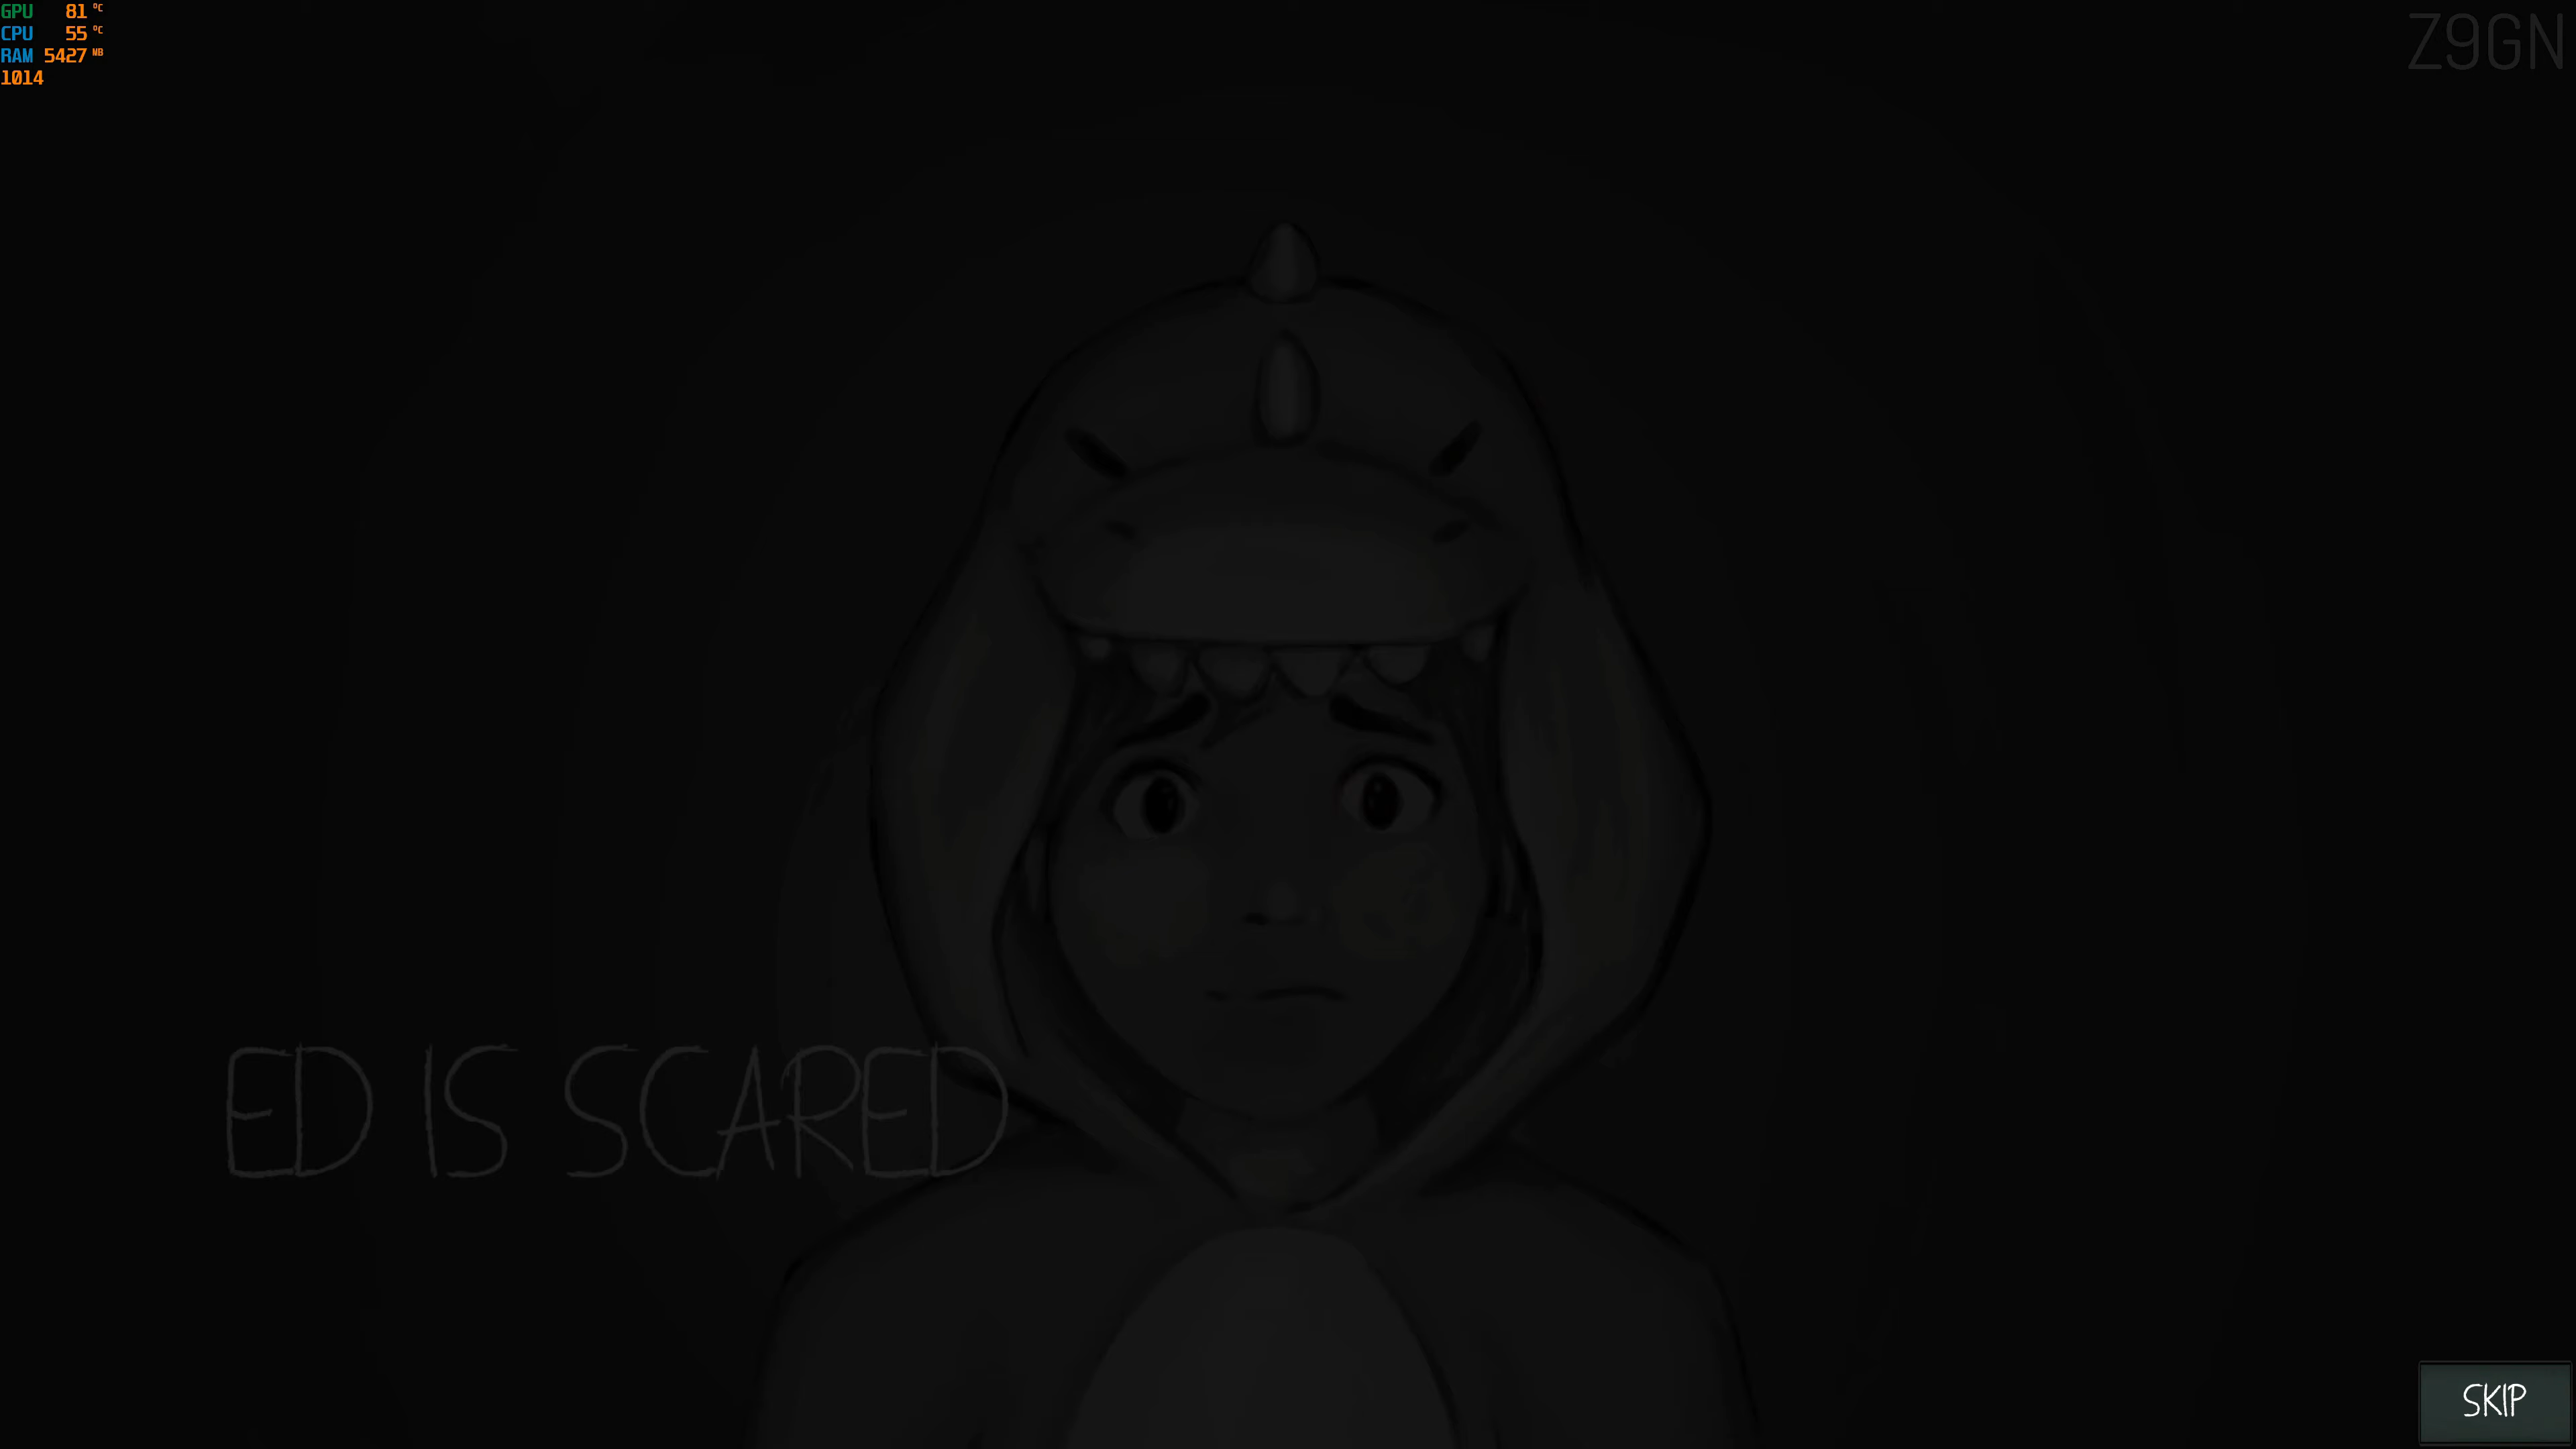 GPU 81 °C
CPU 55 °C
RAM 5427 MB
1014
Z9GN
ED IS SCARED
SKIP